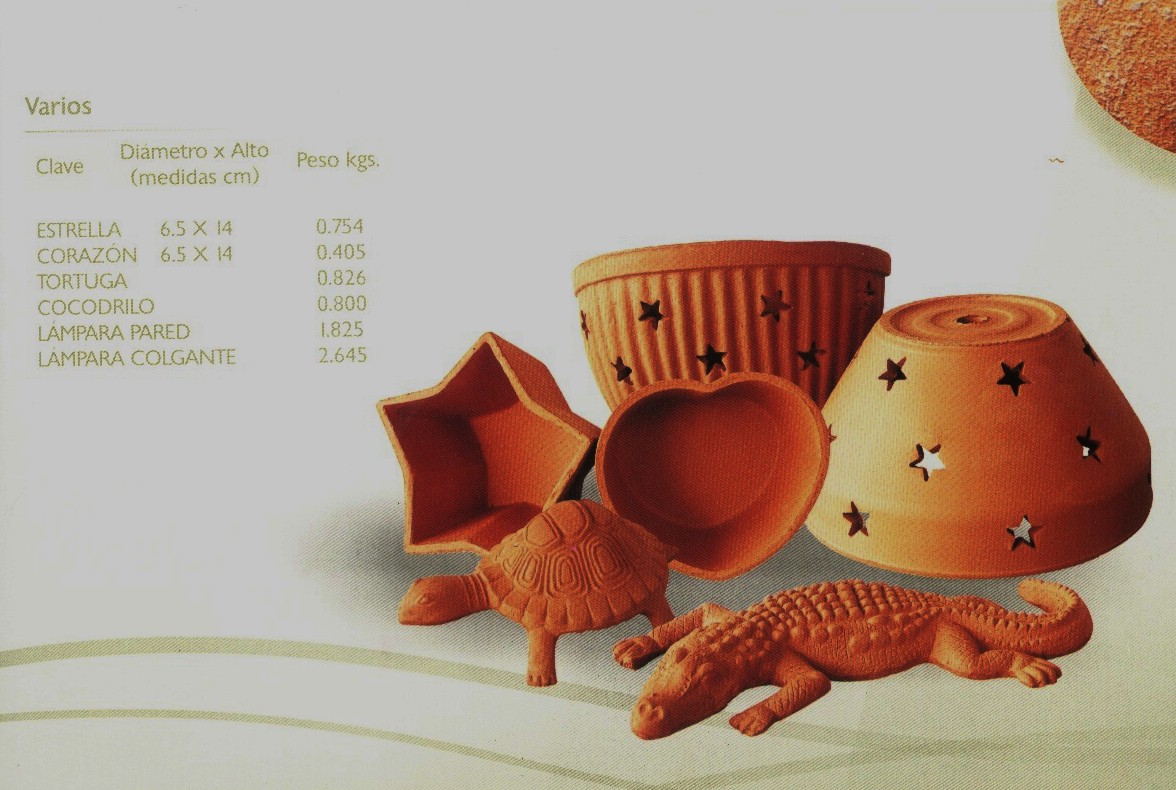 Varios
Clave Diámetro x Alto Peso kgs.
(medidas cm)
ESTRELLA 6.5 X 14 0.754
CORAZÓN 6.5 X 14 0.405
TORTUGA 0.826
COCODRILO 0.800
LÁMPARA PARED 1.825
LÁMPARA COLGANTE 2.645